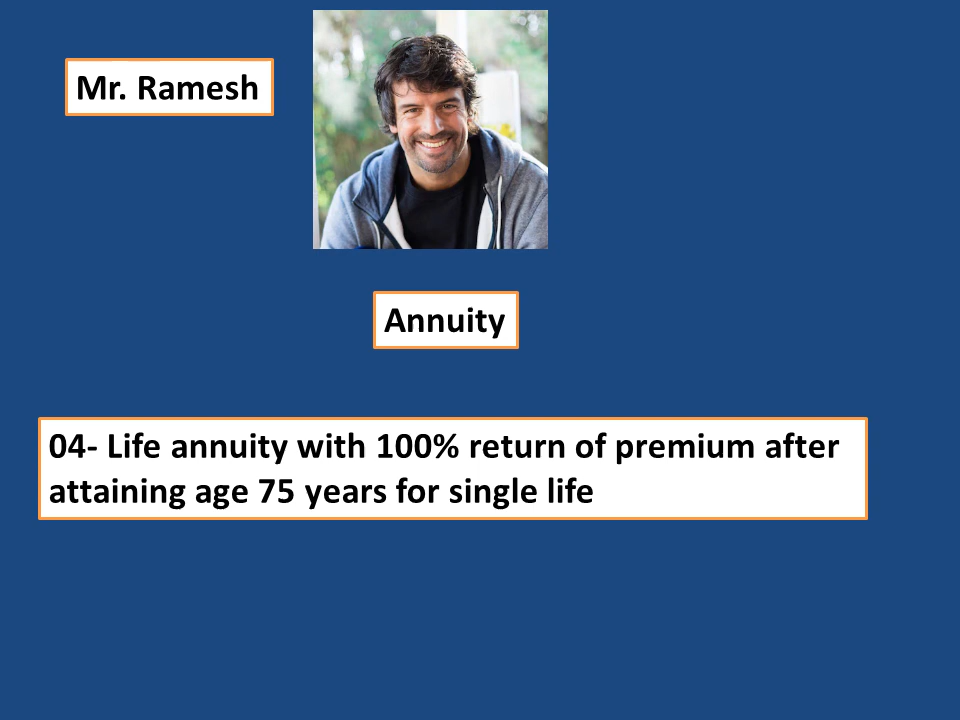 Mr. Ramesh
Annuity
04- Life annuity with 100% return of premium after
attaining age 75 years for single life